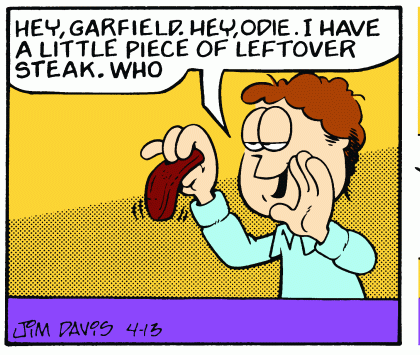 HEY, GARFIELD. HEY, ODIE. I HAVE
A LITTLE PIECE OF LEFTOVER
STEAK. WHO
JIM DAVIS 4-13